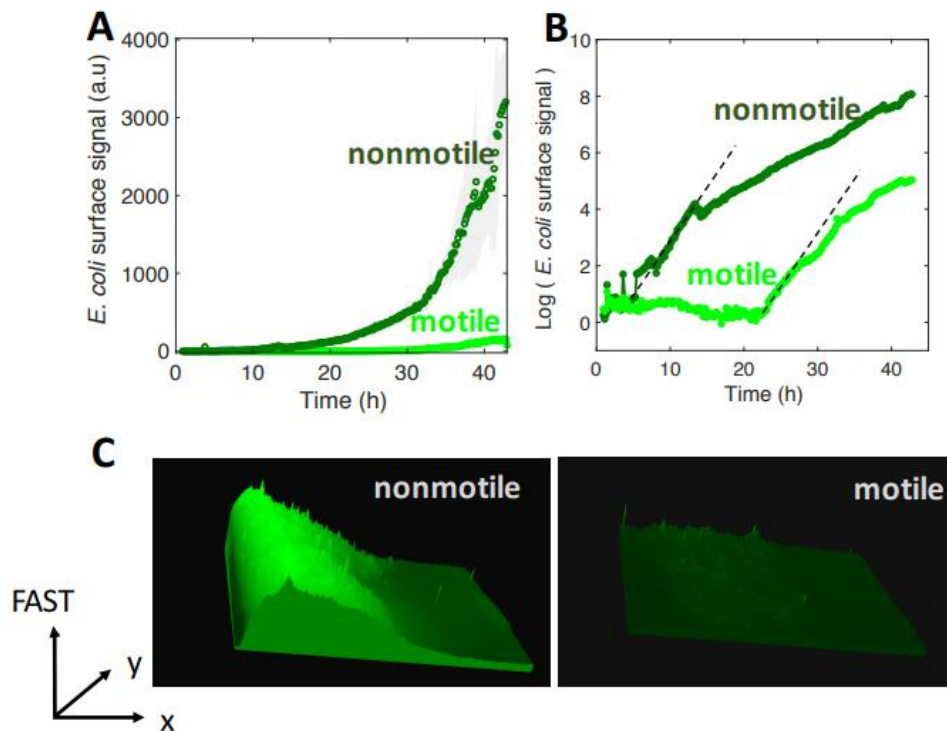 A
E. coli surface signal (a.u)
4000
3000
2000
1000
0
nonmotile
motile
0 10 20 30 40
Time (h)
B
Log ( E. coli surface signal )
10
8
6
4
2
0
nonmotile
motile
0 10 20 30 40
Time (h)
C
nonmotile
motile
FAST
y
x